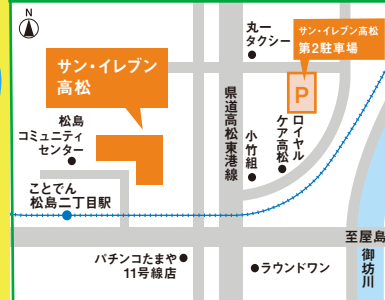 N
サン・イレブン
高松
丸一
タクシー
サン・イレブン高松
第2駐車場
P
県道高松東港線
ロイヤル
ケア高松
小竹組
松島
コミュニティ
センター
ことでん
松島二丁目駅
至屋島
御坊川
パチンコたまや
11号線店
ラウンドワン